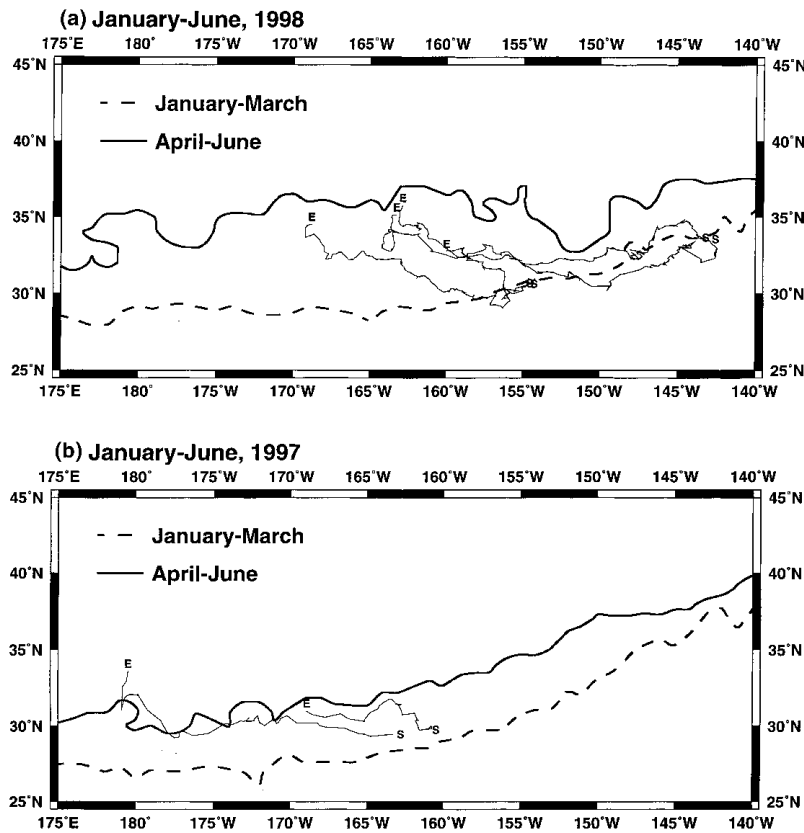 (a) January-June, 1998
175˚E 180˚ 175˚W 170˚W 165˚W 160˚W 155˚W 150˚W 145˚W 140˚W
45˚N 45˚N
January-March
40˚N 40˚N
April-June
35˚N E E E E S S 35˚N
30˚N S S 30˚N
25˚N 25˚N
175˚E 180˚ 175˚W 170˚W 165˚W 160˚W 155˚W 150˚W 145˚W 140˚W
(b) January-June, 1997
175˚E 180˚ 175˚W 170˚W 165˚W 160˚W 155˚W 150˚W 145˚W 140˚W
45˚N 45˚N
January-March
40˚N 40˚N
April-June
35˚N 35˚N
E E
30˚N S S 30˚N
25˚N 25˚N
175˚E 180˚ 175˚W 170˚W 165˚W 160˚W 155˚W 150˚W 145˚W 140˚W